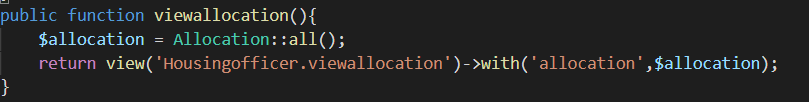 public function viewallocation(){
$allocation = Allocation::all();
return view('Housingofficer.viewallocation')->with('allocation',$allocation);
}